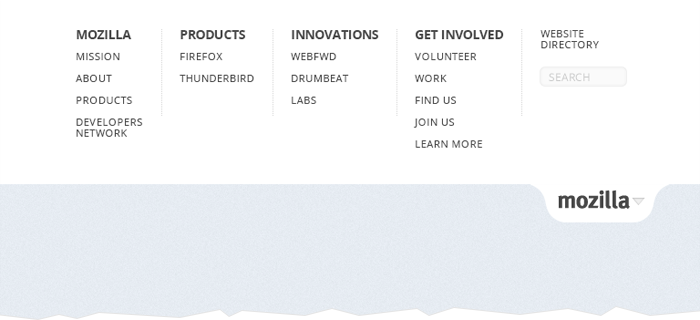 MOZILLA
MISSION
ABOUT
PRODUCTS
DEVELOPERS
NETWORK
PRODUCTS
FIREFOX
THUNDERBIRD
INNOVATIONS
WEBFWD
DRUMBEAT
LABS
GET INVOLVED
VOLUNTEER
WORK
FIND US
JOIN US
LEARN MORE
WEBSITE
DIRECTORY
SEARCH
mozilla